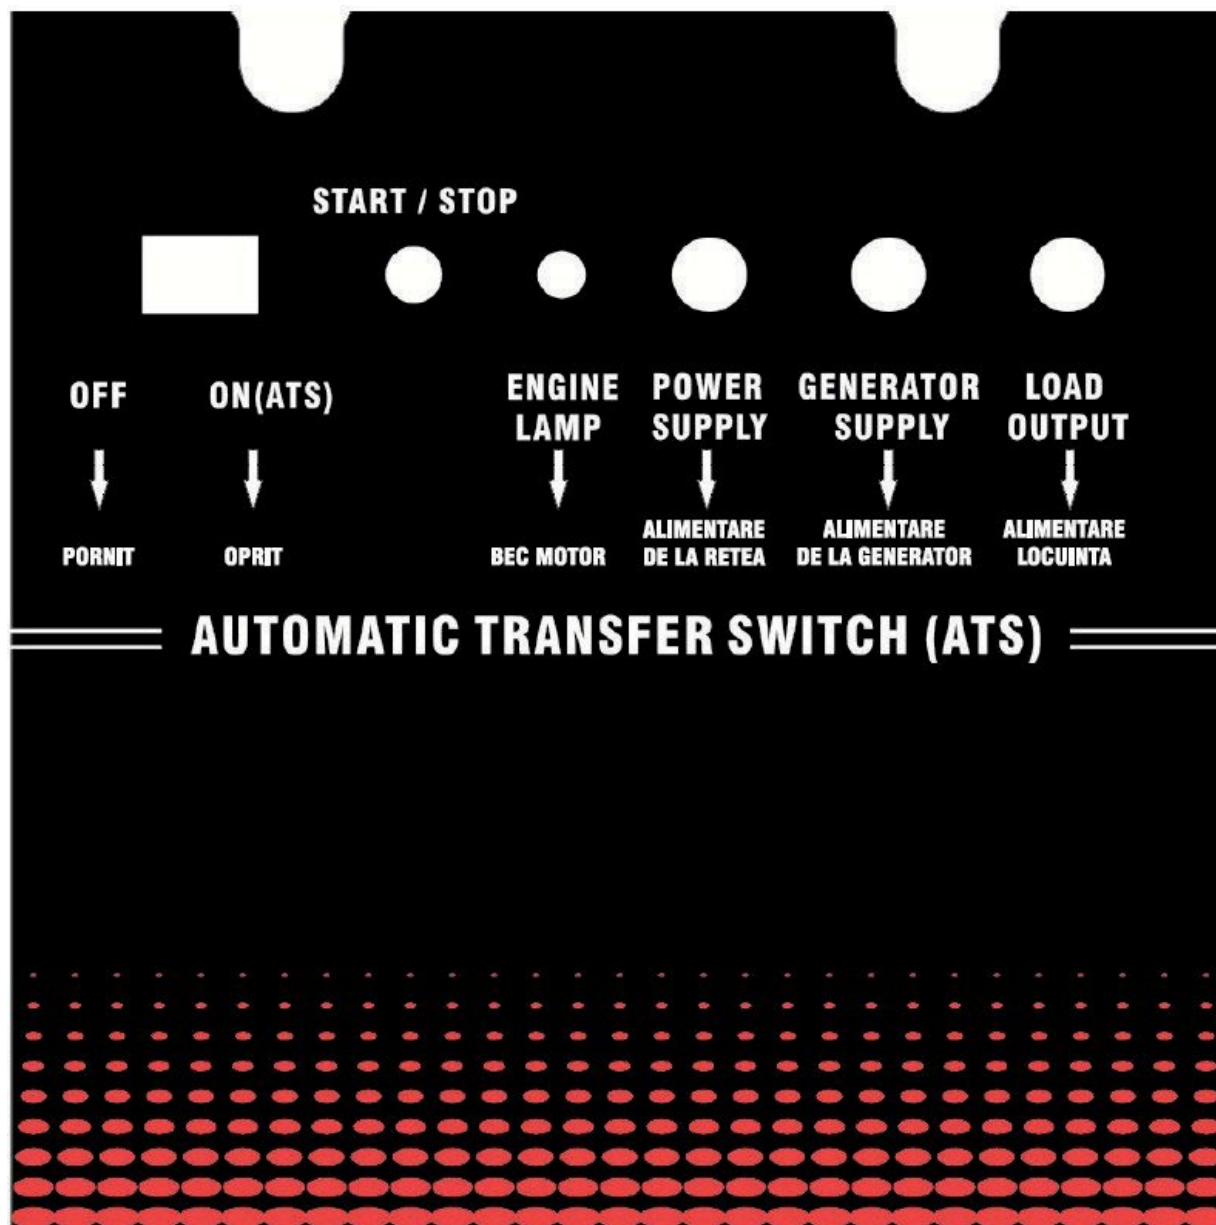 START / STOP
OFF ON(ATS) ENGINE LAMP POWER SUPPLY GENERATOR SUPPLY LOAD OUTPUT
PORNIT OPRIT BEC MOTOR ALIMENTARE DE LA RETEA ALIMENTARE DE LA GENERATOR ALIMENTARE LOCUINTA
AUTOMATIC TRANSFER SWITCH (ATS)